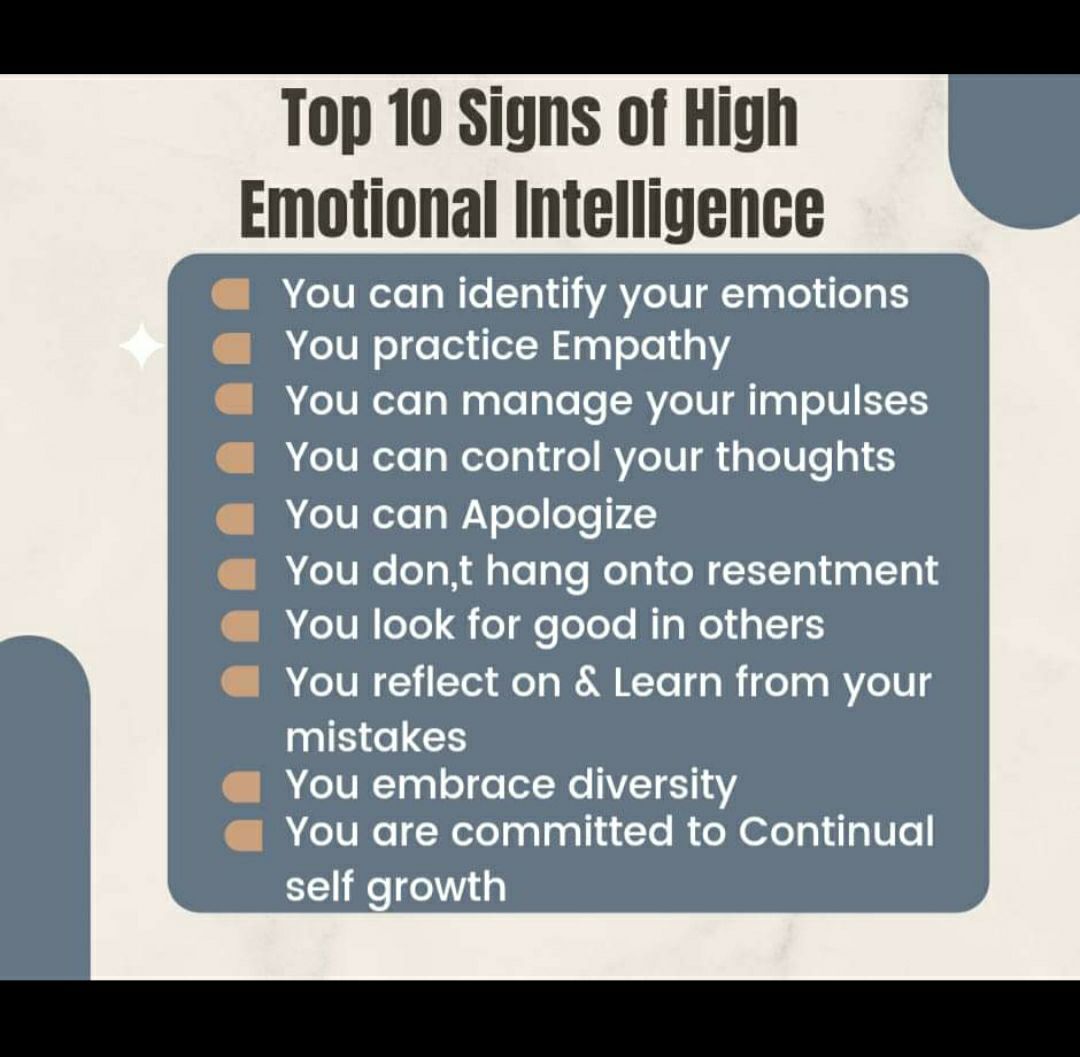 Top 10 Signs of High
Emotional Intelligence
You can identify your emotions
You practice Empathy
You can manage your impulses
You can control your thoughts
You can Apologize
You don,t hang onto resentment
You look for good in others
You reflect on & Learn from your
mistakes
You embrace diversity
You are committed to Continual
self growth